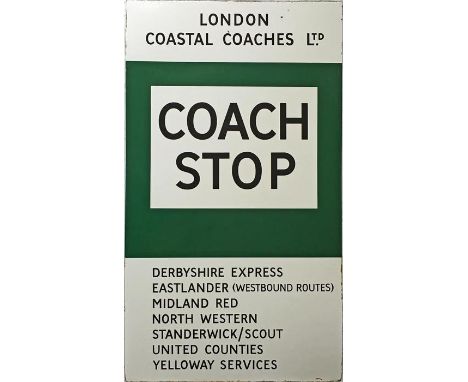 LONDON
COASTAL COACHES LTD.
COACH
STOP
DERBYSHIRE EXPRESS
EASTLANDER (WESTBOUND ROUTES)
MIDLAND RED
NORTH WESTERN
STANDERWICK/SCOUT
UNITED COUNTIES
YELLOWAY SERVICES